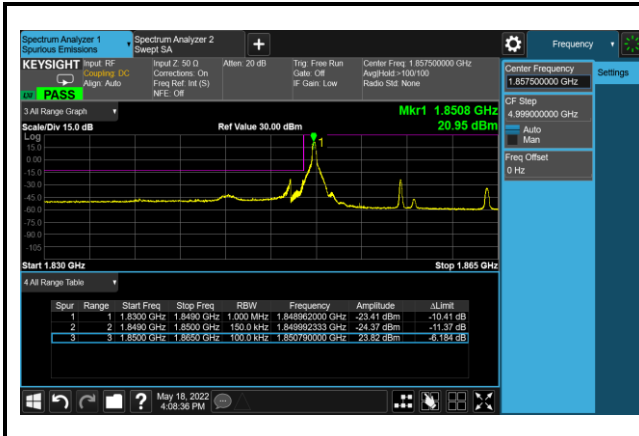 Spectrum Analyzer 1
Spurious Emissions
Spectrum Analyzer 2
Swept SA
+
Frequency
KEYSIGHT
Input: RF
Coupling: DC
Align: Auto
Input Z: 50 Ω
Corrections: On
Freq Ref: Int (S)
NFE: Off
Atten: 20 dB
Trig: Free Run
Gate: Off
IF Gain: Low
Center Freq: 1.857500000 GHz
Avg|Hold:>100/100
Radio Std: None
PASS
Center Frequency
1.857500000 GHz
Settings
CF Step
4.999000000 GHz
Auto
Man
Freq Offset
0 Hz
3 All Range Graph
Mkr1 1.8508 GHz
20.95 dBm
Scale/Div 15.0 dB
Ref Value 30.00 dBm
Log
1
15.0
0.00
-15.0
-30.0
-45.0
-60.0
-75.0
-90.0
-105
Start 1.830 GHz
Stop 1.865 GHz
4 All Range Table
Spur Range Start Freq Stop Freq RBW Frequency Amplitude ΔLimit
1 1 1.8300 GHz 1.8490 GHz 1.000 MHz 1.848962000 GHz -23.41 dBm -10.41 dB
2 2 1.8490 GHz 1.8500 GHz 150.0 kHz 1.849992333 GHz -24.37 dBm -11.37 dB
3 3 1.8500 GHz 1.8650 GHz 100.0 kHz 1.850790000 GHz 23.82 dBm -6.184 dB
?
May 18, 2022
4:08:36 PM